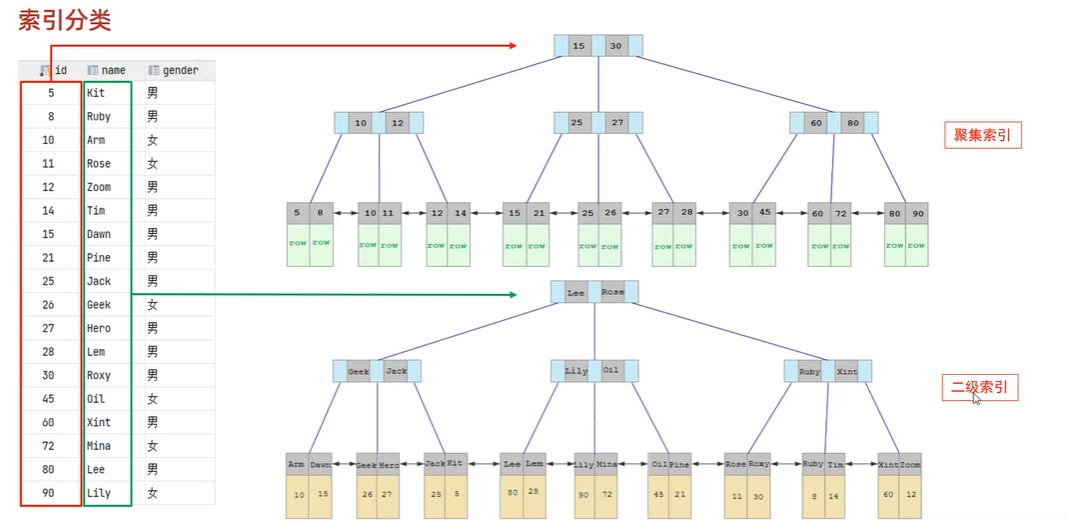 索引分类
id name gender
5 Kit 男
8 Ruby 男
10 Arm 女
11 Rose 女
12 Zoom 男
14 Tim 男
15 Dawn 男
21 Pine 男
25 Jack 男
26 Geek 女
27 Hero 男
28 Lem 男
30 Roxy 男
45 Oil 女
60 Xint 男
72 Mina 女
80 Lee 男
90 Lily 女
15 30
10 12 25 27 60 80
聚集索引
5 8 10 11 12 14 15 21 25 26 27 28 30 45 60 72 80 90
row row row row row row row row row row row row row row row row row row
Lee Rose
Geek Jack Lily Oil Ruby Xint
二级索引
Arm Dawn Geek Hero Jack Kit Lee Lem Lily Mina Oil Pine Rose Roxy Ruby Tim Xint Zoom
10 15 26 27 25 5 80 28 90 72 45 21 11 30 8 14 60 12